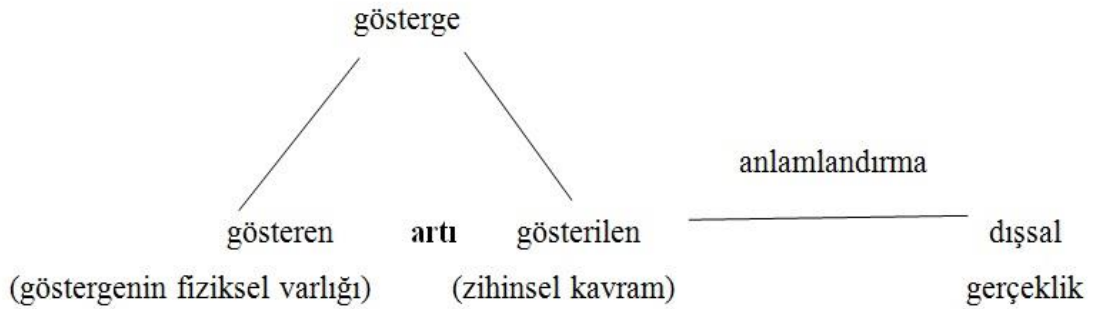 gösterge
anlamlandırma
gösteren artı gösterilen dışsal
(göstergenin fiziksel varlığı) (zihinsel kavram) gerçeklik